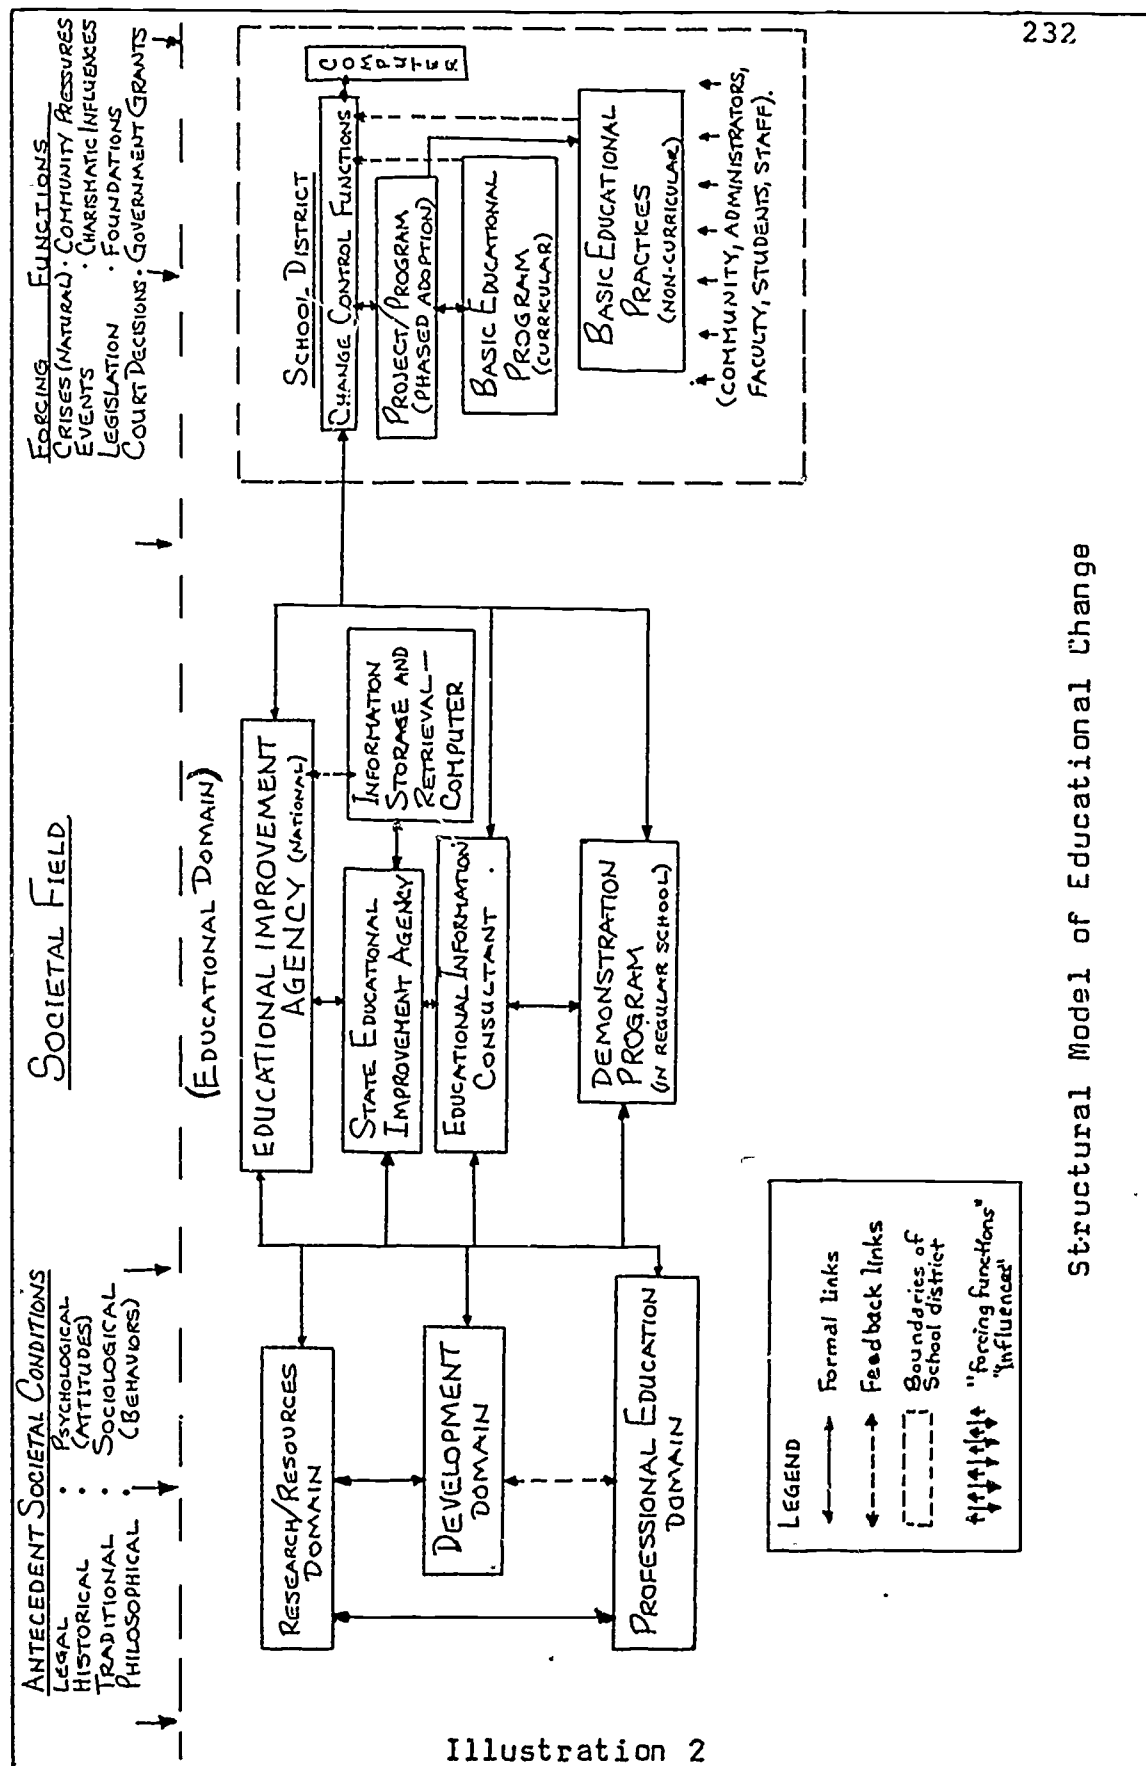 232
SOCIETAL FIELD
ANTECEDENT SOCIETAL CONDITIONS
LEGAL · PSYCHOLOGICAL
HISTORICAL · (ATTITUDES)
TRADITIONAL · SOCIOLOGICAL
PHILOSOPHICAL · (BEHAVIORS)
FORCING FUNCTIONS
CRISES (NATURAL) · COMMUNITY PRESSURES
EVENTS · CHARISMATIC INFLUENCES
LEGISLATION · FOUNDATIONS
COURT DECISIONS · GOVERNMENT GRANTS
(EDUCATIONAL DOMAIN)
RESEARCH/RESOURCES
DOMAIN
DEVELOPMENT
DOMAIN
PROFESSIONAL EDUCATION
DOMAIN
EDUCATIONAL IMPROVEMENT
AGENCY (NATIONAL)
STATE EDUCATIONAL
IMPROVEMENT AGENCY
INFORMATION
STORAGE AND
RETRIEVAL—
COMPUTER
EDUCATIONAL INFORMATION
CONSULTANT .
DEMONSTRATION
PROGRAM
(IN REGULAR SCHOOL)
SCHOOL DISTRICT
CHANGE CONTROL FUNCTIONS
COMPUTER
PROJECT/PROGRAM
(PHASED ADOPTION)
BASIC EDUCATIONAL
PROGRAM
(CURRICULAR)
BASIC EDUCATIONAL
PRACTICES
(NON-CURRICULAR)
(COMMUNITY, ADMINISTRATORS,
FACULTY, STUDENTS, STAFF).
LEGEND
Formal links
Feedback links
Boundaries of
School district
"forcing functions"
"Influences"
Structural Model of Educational Change
Illustration 2